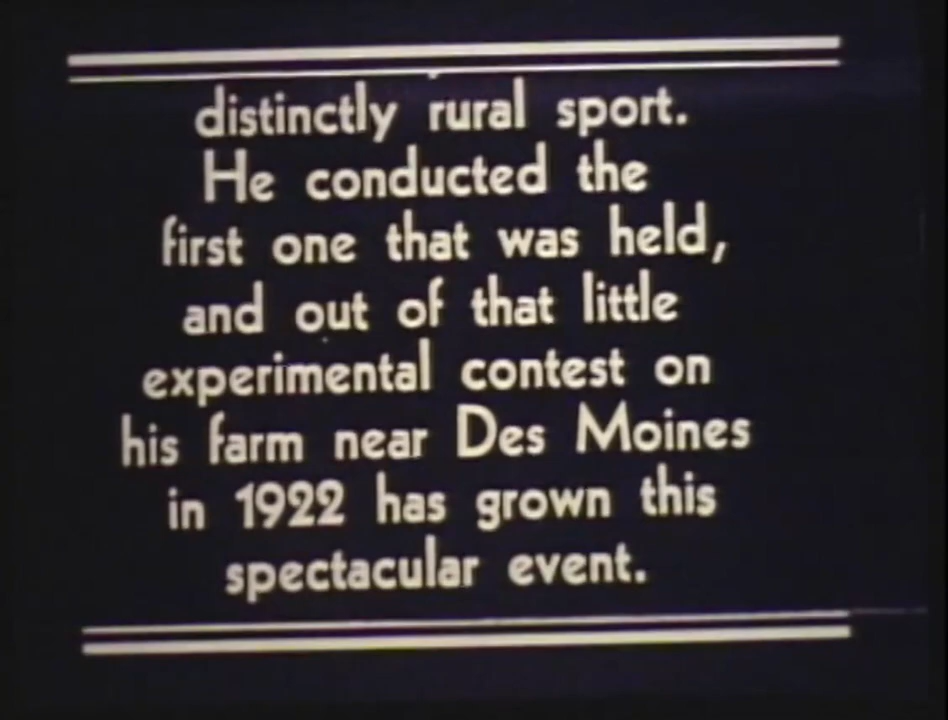 distinctly rural sport.
He conducted the
first one that was held,
and out of that little
experimental contest on
his farm near Des Moines
in 1922 has grown this
spectacular event.